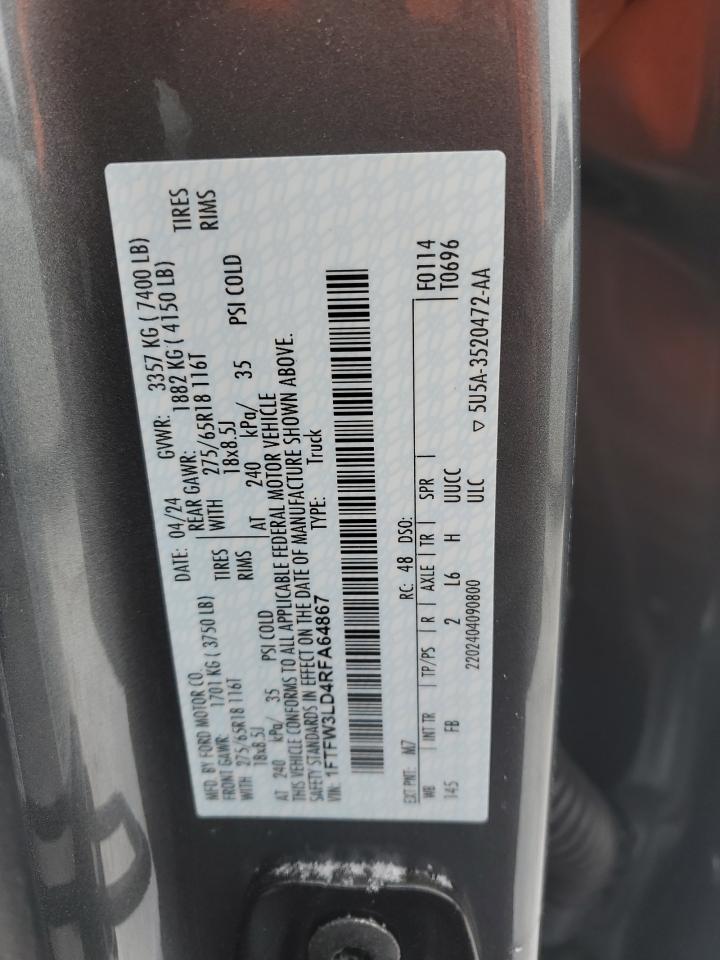 MFD. BY FORD MOTOR CO.
DATE: 04/24 GVWR: 3357 KG ( 7400 LB)
FRONT GAWR: 1701 KG ( 3750 LB) REAR GAWR: 1882 KG ( 4150 LB)
WITH 275/65R18 116T TIRES WITH 275/65R18 116T TIRES
18x8.5J RIMS 18x8.5J RIMS
AT 240 kPa/ 35 PSI COLD AT 240 kPa/ 35 PSI COLD
THIS VEHICLE CONFORMS TO ALL APPLICABLE FEDERAL MOTOR VEHICLE
SAFETY STANDARDS IN EFFECT ON THE DATE OF MANUFACTURE SHOWN ABOVE.
VIN: 1FTFW3LD4RFA64867 TYPE: Truck
EXT PNT: M7 RC: 48 DSO: F0114
WB INT TR TP/PS R AXLE TR SPR T0696
145 FB 2 L6 H UUCC
2202404090800 ULC ▽ 5U5A-3520472-AA